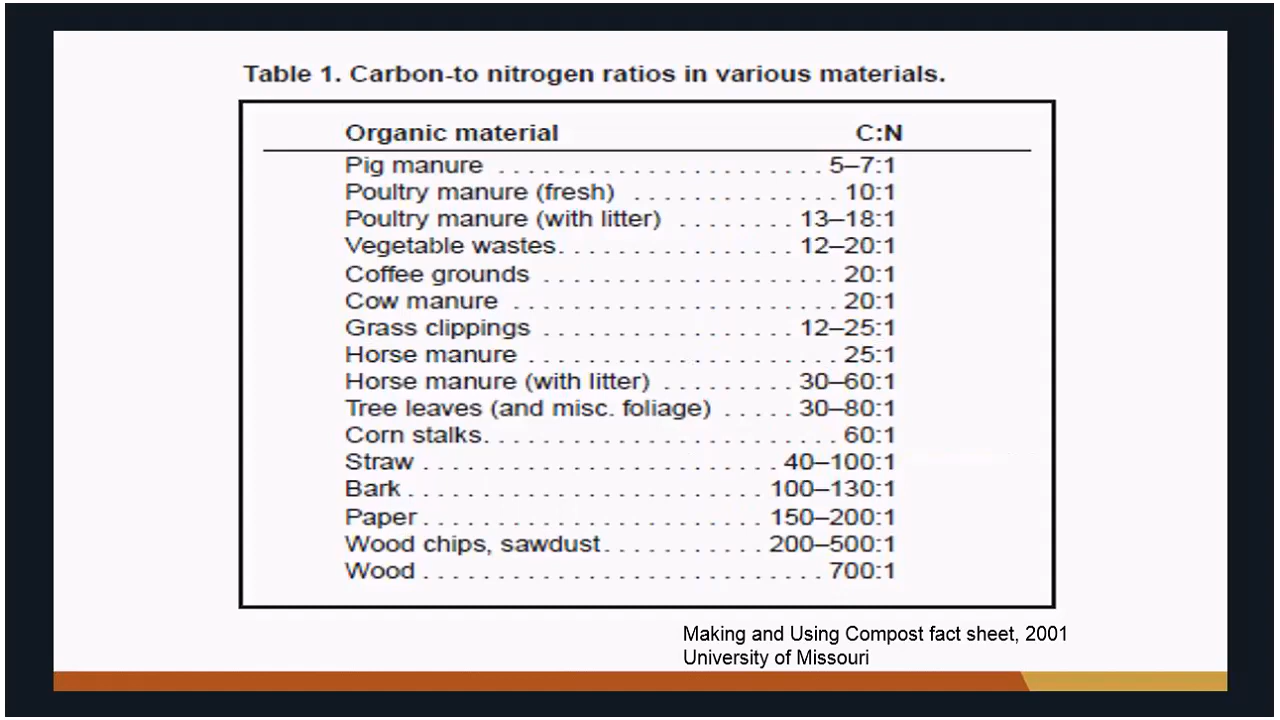 Table 1. Carbon-to nitrogen ratios in various materials.
Organic material C:N
Pig manure . . . . . . . . . . . . . . . . . . . . . . 5–7:1
Poultry manure (fresh) . . . . . . . . . . . . . . 10:1
Poultry manure (with litter) . . . . . . . . 13–18:1
Vegetable wastes. . . . . . . . . . . . . . . . 12–20:1
Coffee grounds . . . . . . . . . . . . . . . . . . . . 20:1
Cow manure . . . . . . . . . . . . . . . . . . . . . . 20:1
Grass clippings . . . . . . . . . . . . . . . . . 12–25:1
Horse manure . . . . . . . . . . . . . . . . . . . . . 25:1
Horse manure (with litter) . . . . . . . . . 30–60:1
Tree leaves (and misc. foliage) . . . . . 30–80:1
Corn stalks. . . . . . . . . . . . . . . . . . . . . . . . 60:1
Straw . . . . . . . . . . . . . . . . . . . . . . . . 40–100:1
Bark . . . . . . . . . . . . . . . . . . . . . . . . 100–130:1
Paper . . . . . . . . . . . . . . . . . . . . . . . 150–200:1
Wood chips, sawdust. . . . . . . . . . . 200–500:1
Wood . . . . . . . . . . . . . . . . . . . . . . . . . . . 700:1
Making and Using Compost fact sheet, 2001
University of Missouri